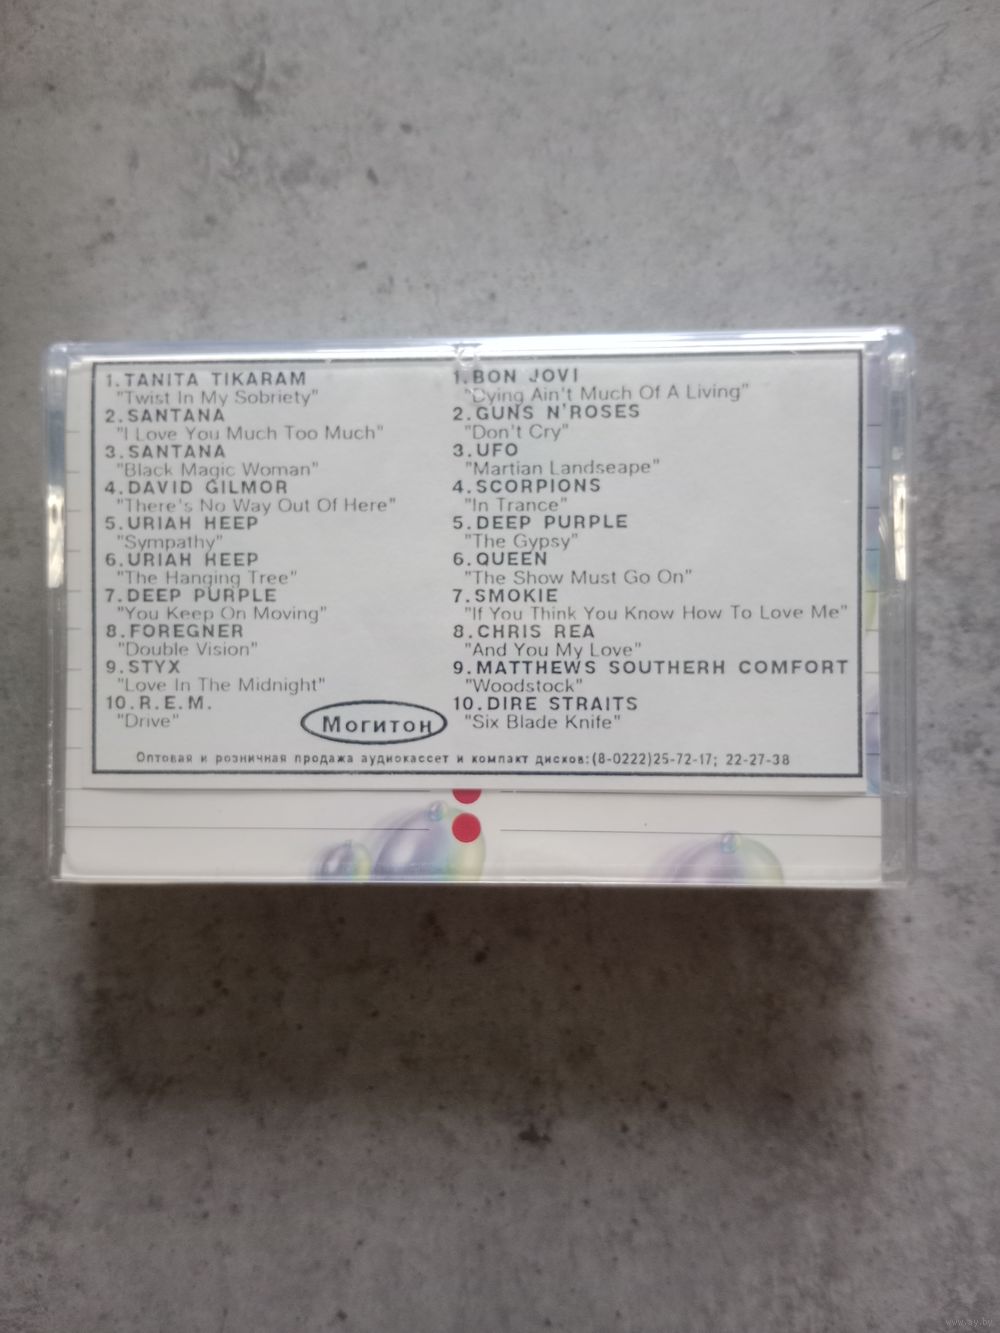 1.TANITA TIKARAM
"Twist In My Sobriety"
2.SANTANA
"I Love You Much Too Much"
3.SANTANA
"Black Magic Woman"
4.DAVID GILMOR
"There's No Way Out Of Here"
5.URIAH HEEP
"Sympathy"
6.URIAH HEEP
"The Hanging Tree"
7.DEEP PURPLE
"You Keep On Moving"
8.FOREGNER
"Double Vision"
9.STYX
"Love In The Midnight"
10.R.E.M.
"Drive"
1.BON JOVI
"Dying Ain't Much Of A Living"
2.GUNS N'ROSES
"Don't Cry"
3.UFO
"Martian Landseape"
4.SCORPIONS
"In Trance"
5.DEEP PURPLE
"The Gypsy"
6.QUEEN
"The Show Must Go On"
7.SMOKIE
"If You Think You Know How To Love Me"
8.CHRIS REA
"And You My Love"
9.MATTHEWS SOUTHERH COMFORT
"Woodstock"
10.DIRE STRAITS
"Six Blade Knife"
Могитон
Оптовая и розничная продажа аудиокассет и компакт дисков:(8-0222)25-72-17; 22-27-38
www.ay.by